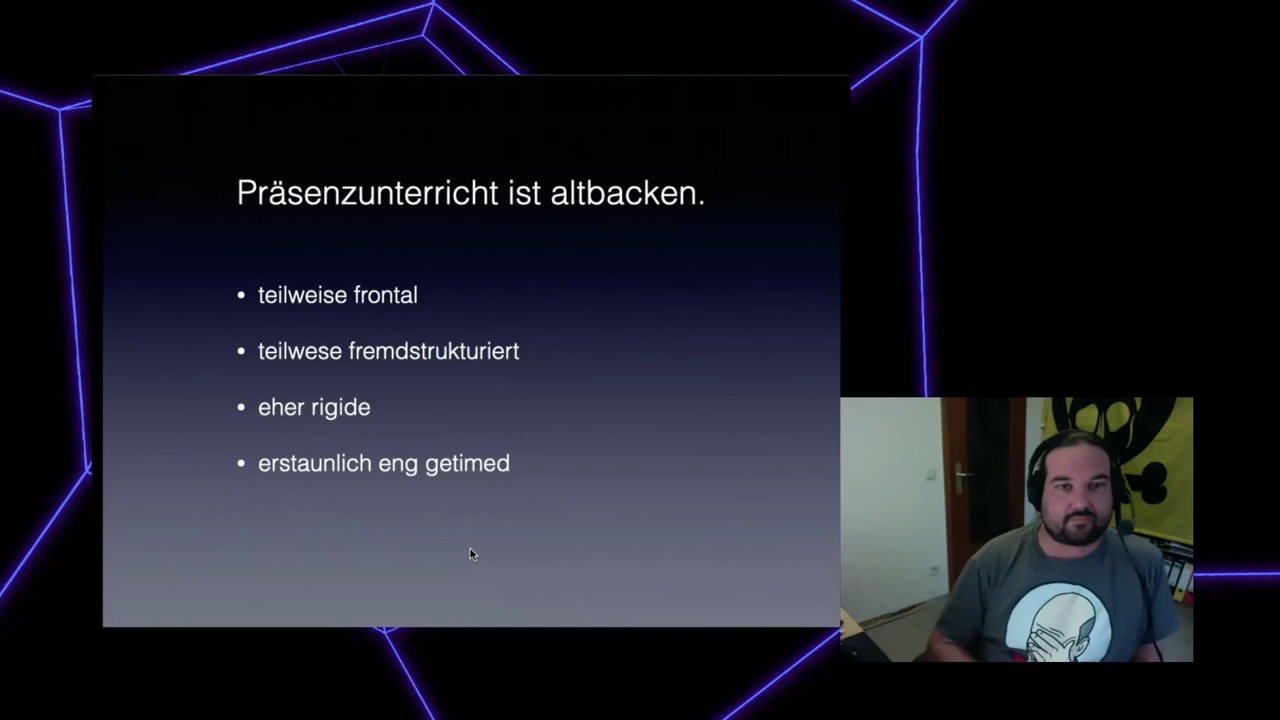 Präsenzunterricht ist altbacken.
• teilweise frontal
• teilwese fremdstrukturiert
• eher rigide
• erstaunlich eng getimed